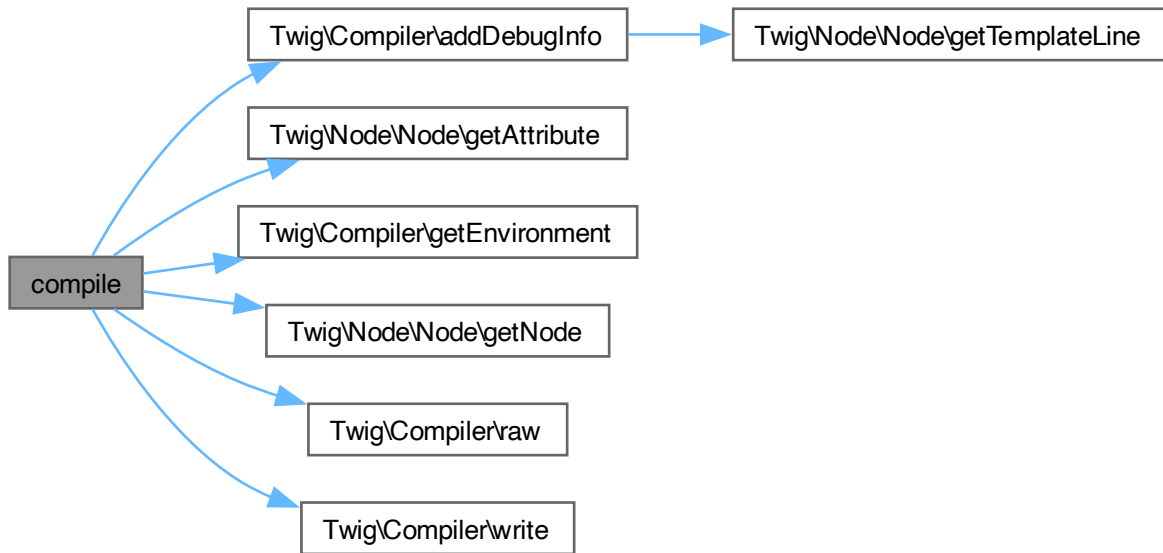 Twig\Compiler\addDebugInfo
Twig\Node\Node\getTemplateLine
Twig\Node\Node\getAttribute
Twig\Compiler\getEnvironment
compile
Twig\Node\Node\getNode
Twig\Compiler\raw
Twig\Compiler\write